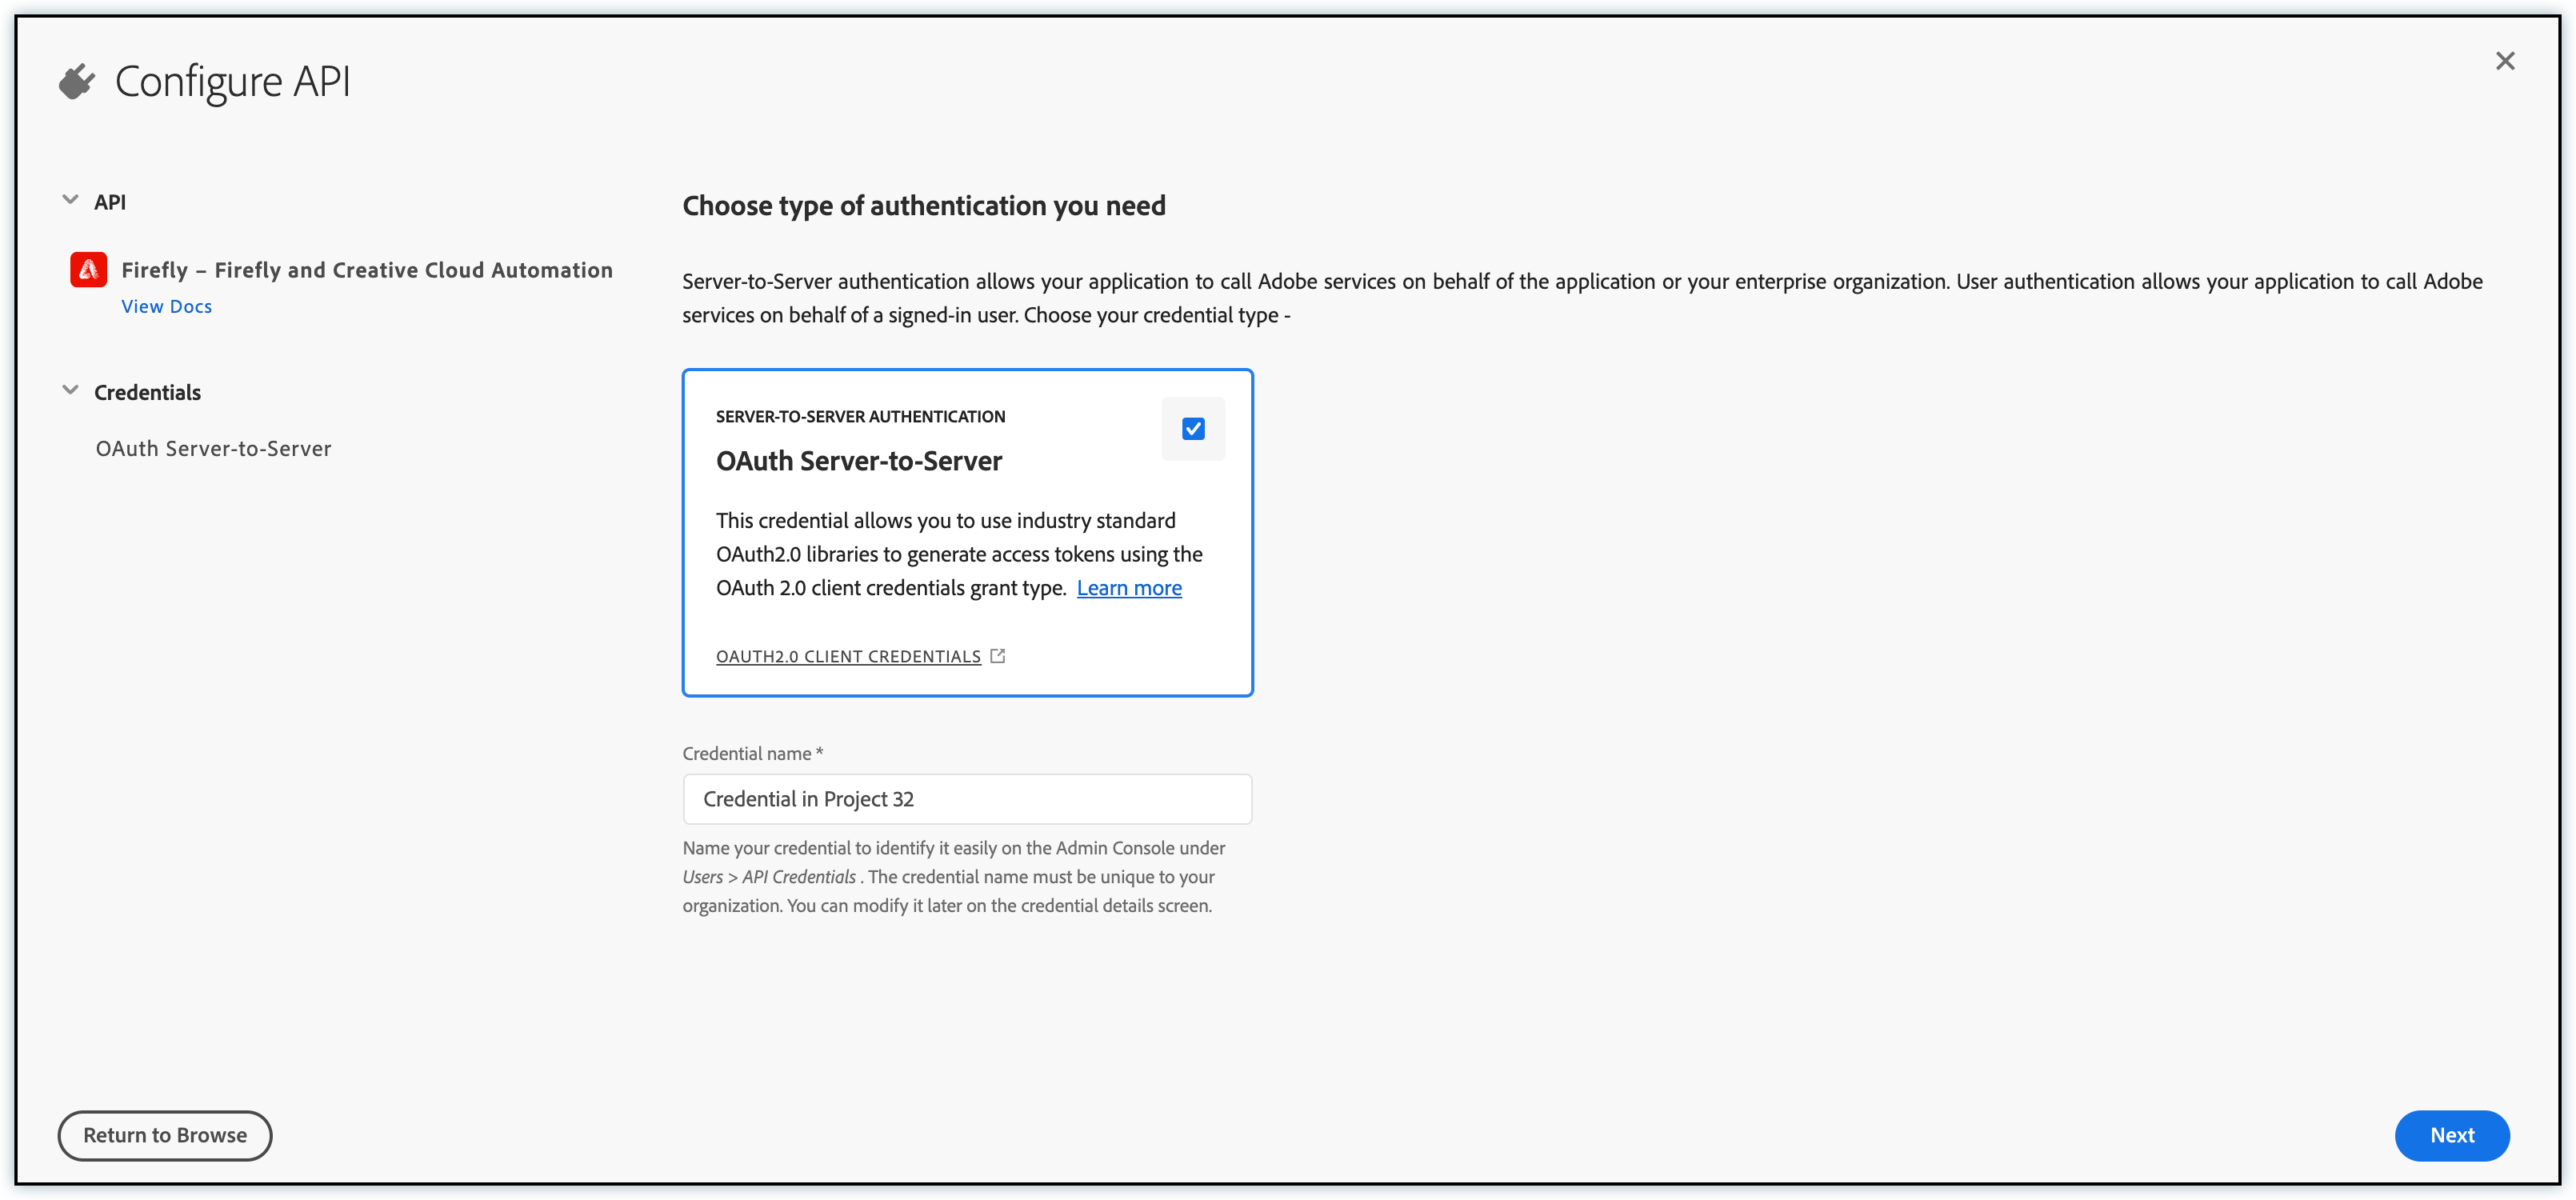 Configure API
API
Firefly – Firefly and Creative Cloud Automation
View Docs
Credentials
OAuth Server-to-Server
Choose type of authentication you need
Server-to-Server authentication allows your application to call Adobe services on behalf of the application or your enterprise organization. User authentication allows your application to call Adobe
services on behalf of a signed-in user. Choose your credential type -
SERVER-TO-SERVER AUTHENTICATION
OAuth Server-to-Server
This credential allows you to use industry standard
OAuth2.0 libraries to generate access tokens using the
OAuth 2.0 client credentials grant type. Learn more
OAUTH2.0 CLIENT CREDENTIALS
Credential name *
Credential in Project 32
Name your credential to identify it easily on the Admin Console under
Users > API Credentials . The credential name must be unique to your
organization. You can modify it later on the credential details screen.
Return to Browse
Next